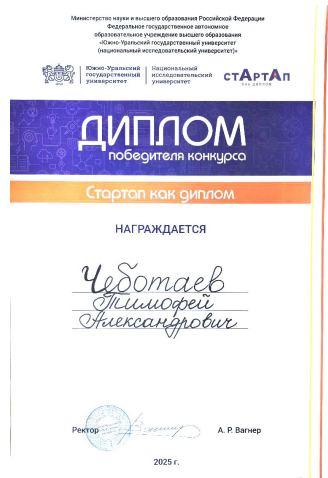 Министерство науки и высшего образования Российской Федерации
Федеральное государственное автономное
образовательное учреждение высшего образования
«Южно-Уральский государственный университет
(национальный исследовательский университет)»
Южно-Уральский
государственный
университет
Национальный
исследовательский
университет
стАртАп
КАК ДИПЛОМ
ДИПЛОМ
победителя конкурса
Стартап как диплом
НАГРАЖДАЕТСЯ
Чеботаев
Тимофей
Александрович
Ректор
А. Р. Вагнер
2025 г.